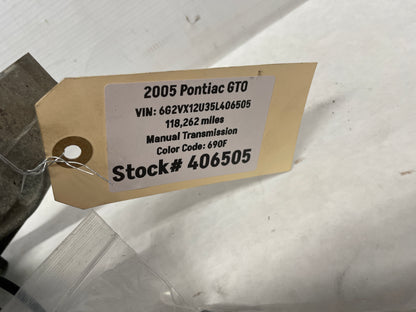 2005 Pontiac GTO
VIN: 6G2VX12U35L406505
118,262 miles
Manual Transmission
Color Code: 690F
Stock# 406505